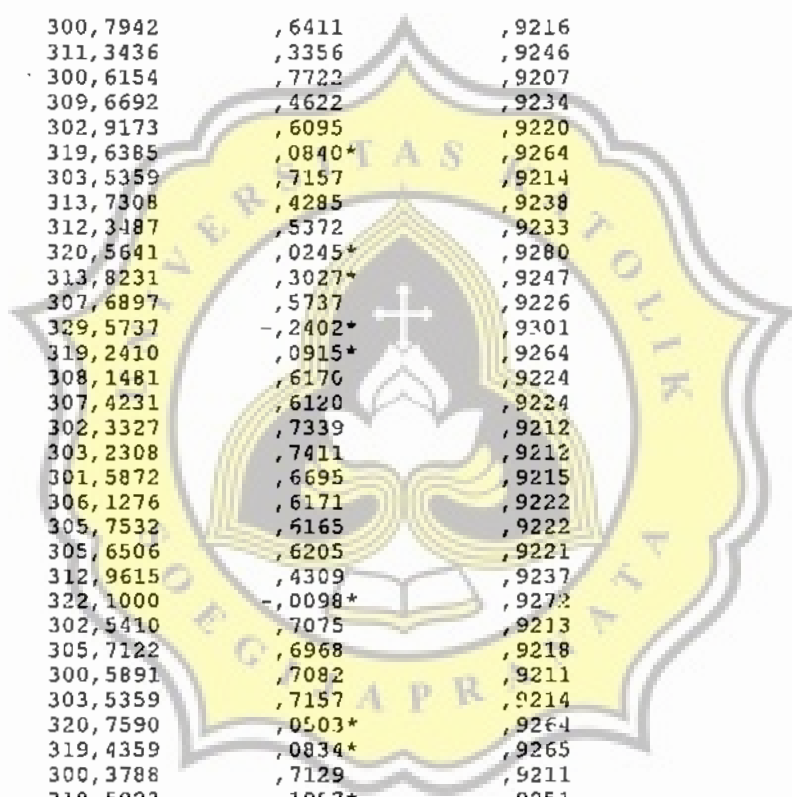 300,7942 ,6411 ,9216
311,3436 ,3356 ,9246
300,6154 ,7722 ,9207
309,6692 ,4622 ,9234
302,9173 ,6095 ,9220
319,6385 ,0840* ,9264
303,5359 ,7157 ,9214
313,7308 ,4285 ,9238
312,3487 ,5372 ,9233
320,5641 ,0245* ,9280
313,8231 ,3027* ,9247
307,6897 ,5737 ,9226
329,5737 -,2402* ,9301
319,2410 ,0915* ,9264
308,1481 ,6170 ,9224
307,4231 ,6120 ,9224
302,3327 ,7339 ,9212
303,2308 ,7411 ,9212
301,5872 ,6695 ,9215
306,1276 ,6171 ,9222
305,7532 ,6165 ,9222
305,6506 ,6205 ,9221
312,9615 ,4309 ,9237
322,1000 -,0098* ,9272
302,5410 ,7075 ,9213
305,7122 ,6968 ,9218
300,5891 ,7082 ,9211
303,5359 ,7157 ,9214
320,7590 ,0503* ,9264
319,4359 ,0834* ,9265
300,3788 ,7129 ,9211
UNIVERSITAS KATOLIK
SOEGIJAPRANATA